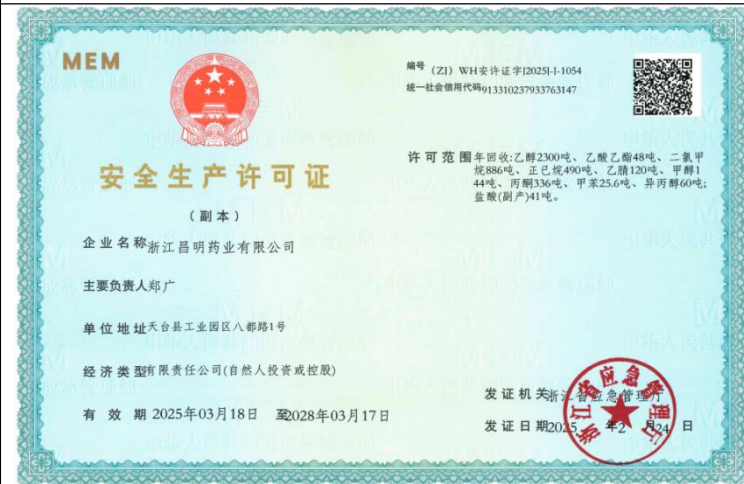 MEM
编号 (ZJ) WH安许证字[2025]-J-1054
统一社会信用代码913310237933763147
许可范围年回收:乙醇2300吨、乙酸乙酯48吨、二氯甲
烷886吨、正已烷490吨、乙腈120吨、甲醇1
44吨、丙酮336吨、甲苯25.6吨、异丙醇60吨;
盐酸(副产)41吨。
安全生产许可证
(副本)
企业名称浙江昌明药业有限公司
主要负责人郑广
单位地址天台县工业园区八都路1号
经济类型有限责任公司(自然人投资或控股)
有效期 2025年03月18日 至2028年03月17日
发证机关浙江省应急管理厅
发证日期2025 年2 月24 日
浙江省应急管理厅